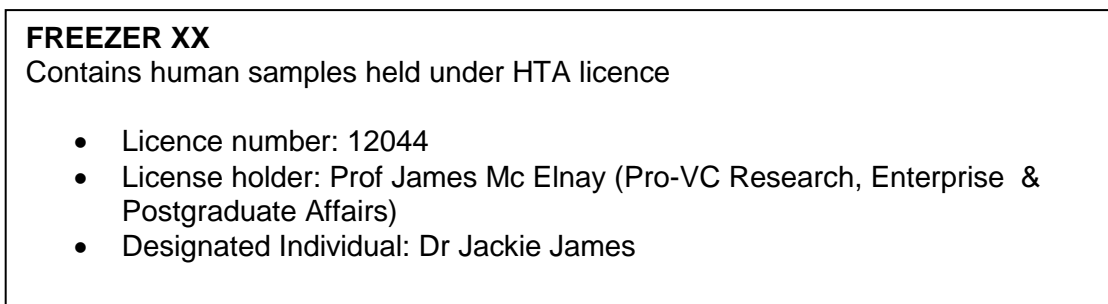 FREEZER XX
Contains human samples held under HTA licence
• Licence number: 12044
• License holder: Prof James Mc Elnay (Pro-VC Research, Enterprise &
Postgraduate Affairs)
• Designated Individual: Dr Jackie James